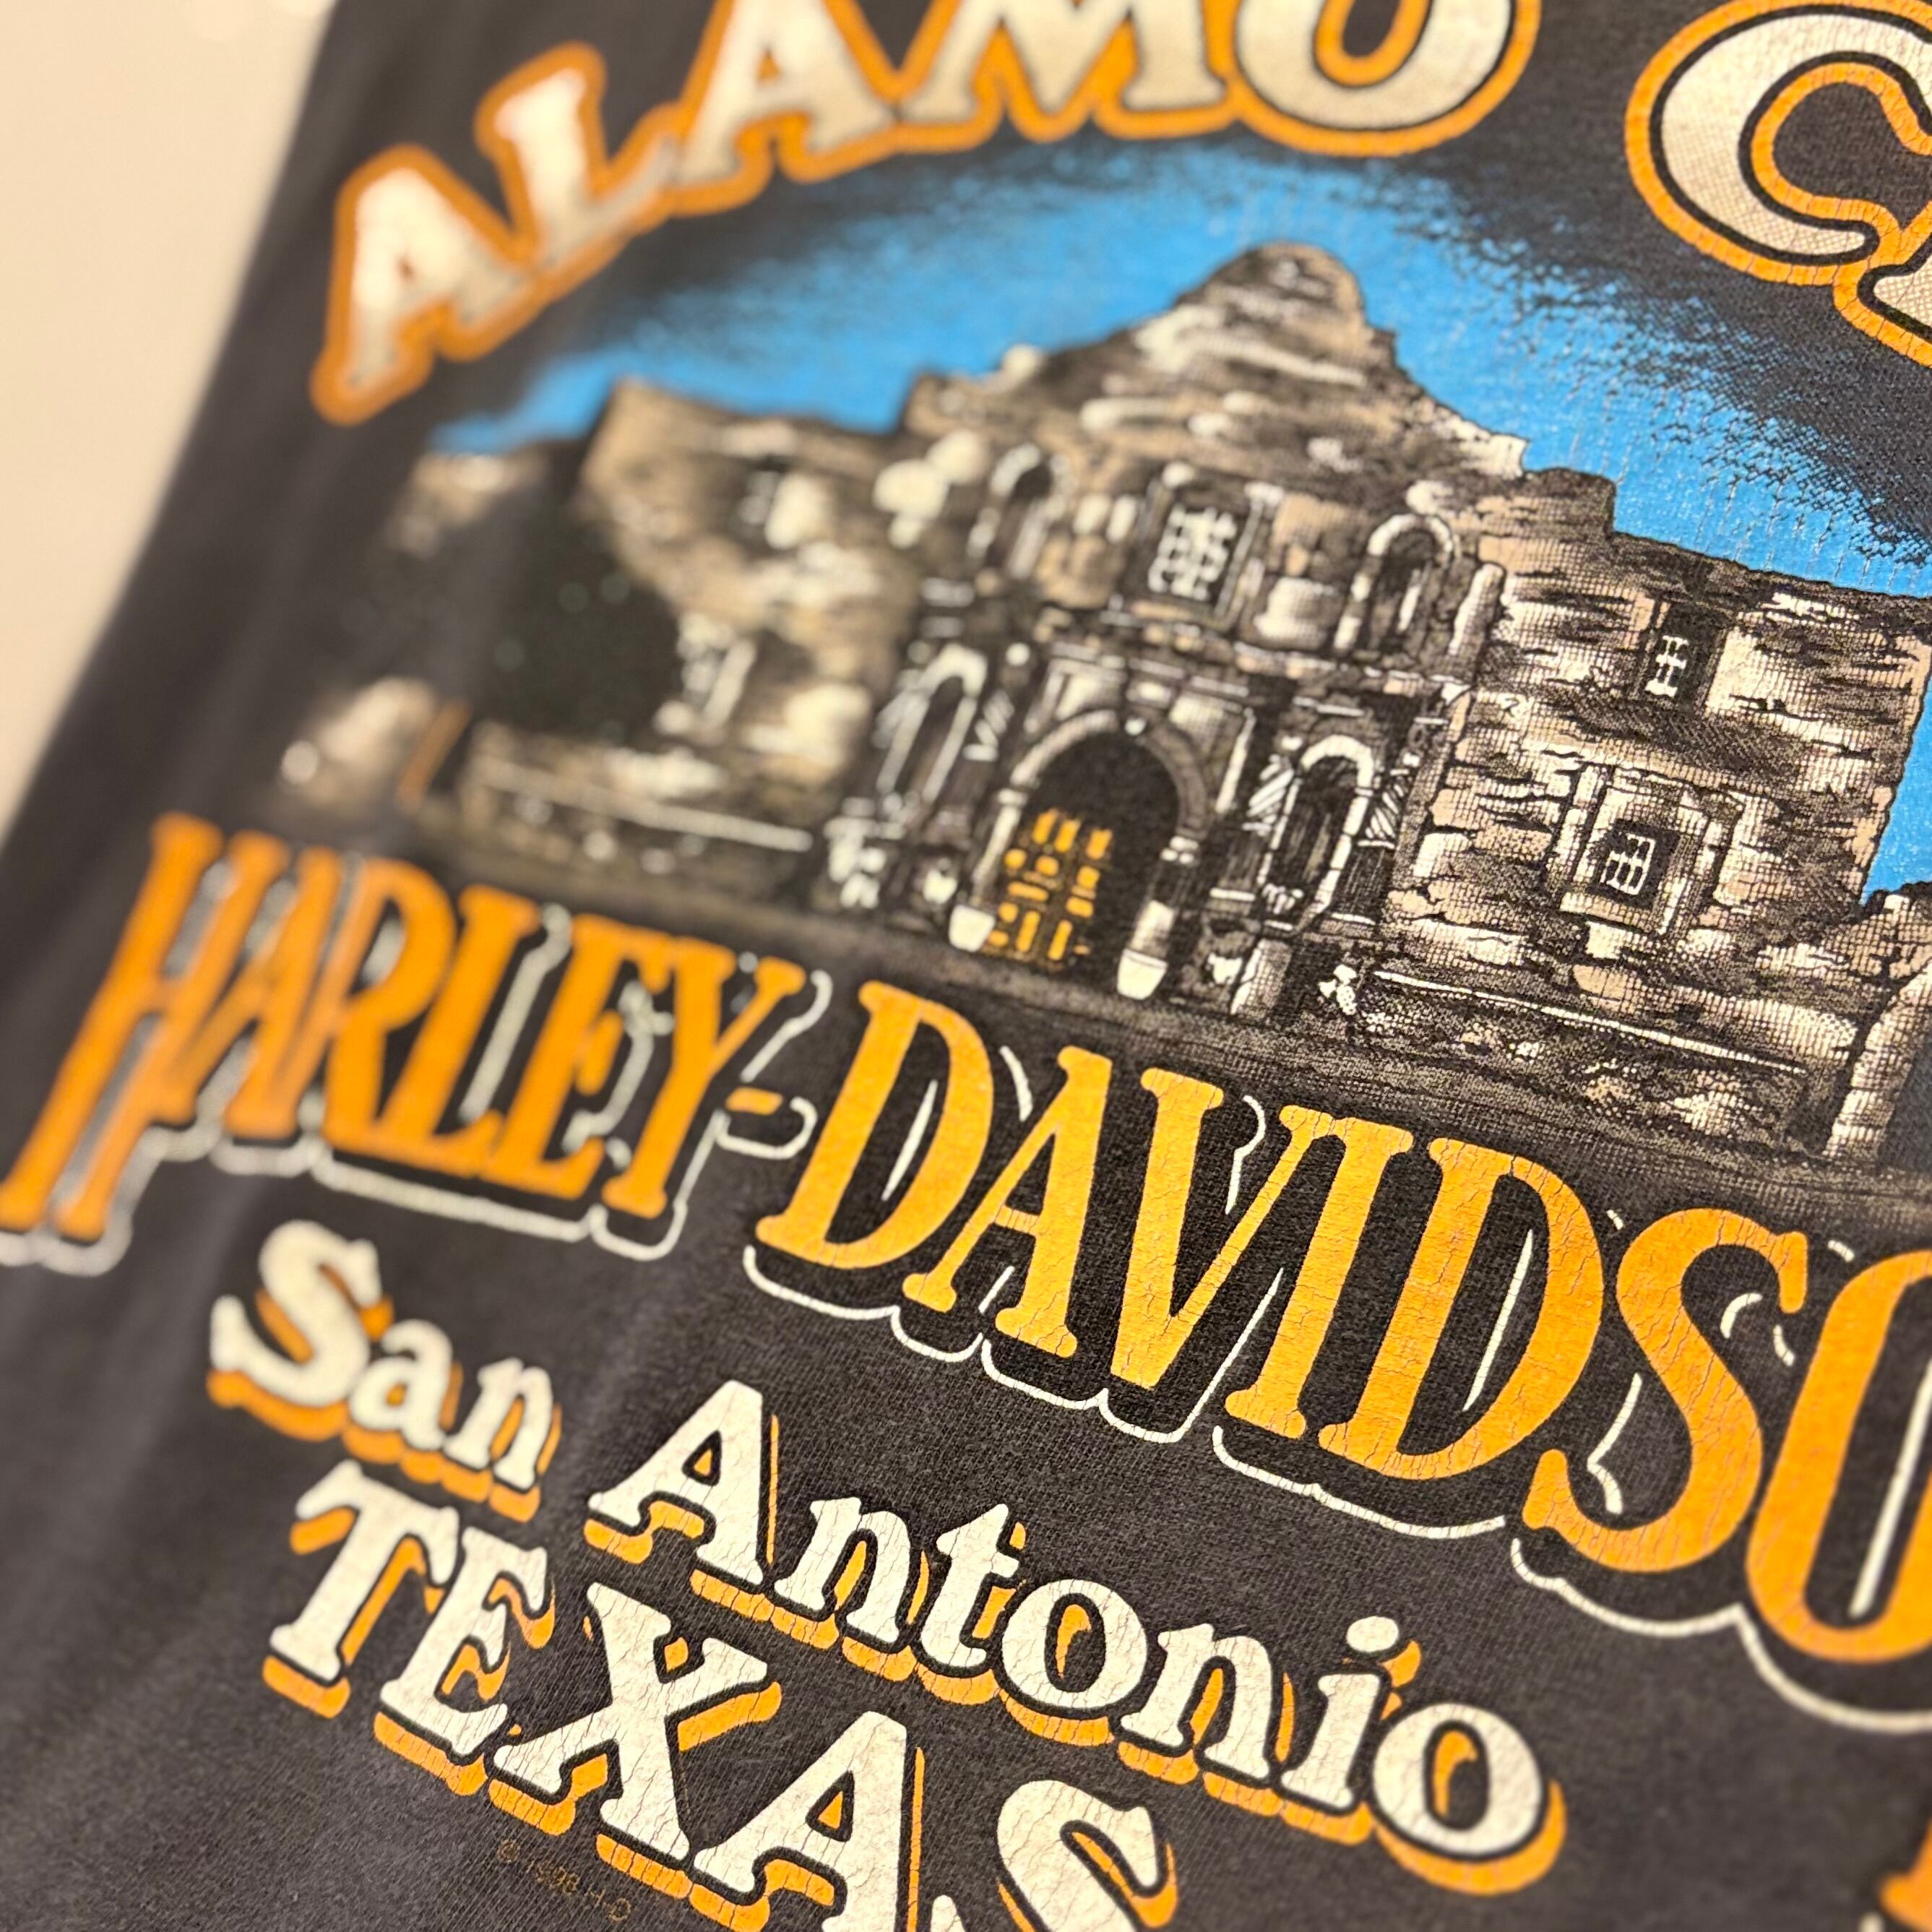 ALAMO C
HARLEY-DAVIDSO
San Antonio
TEXAS